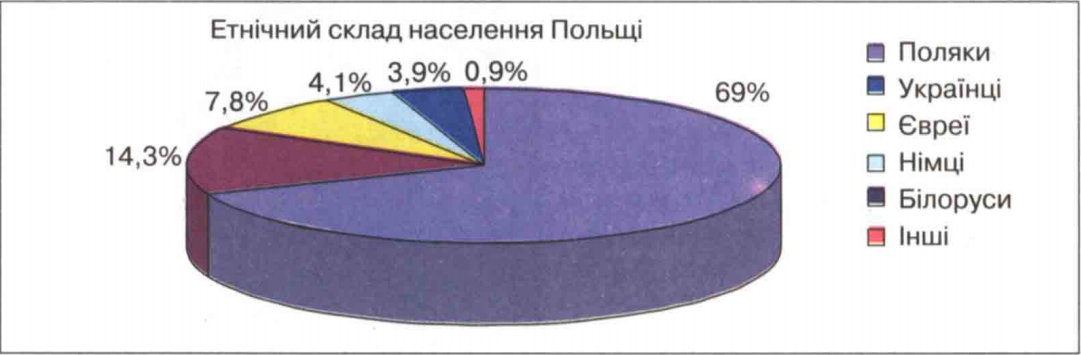 Етнічний склад населення Польщі
4,1% 3,9% 0,9%
7,8%
69%
14,3%
Поляки
Українці
Євреї
Німці
Білоруси
Інші